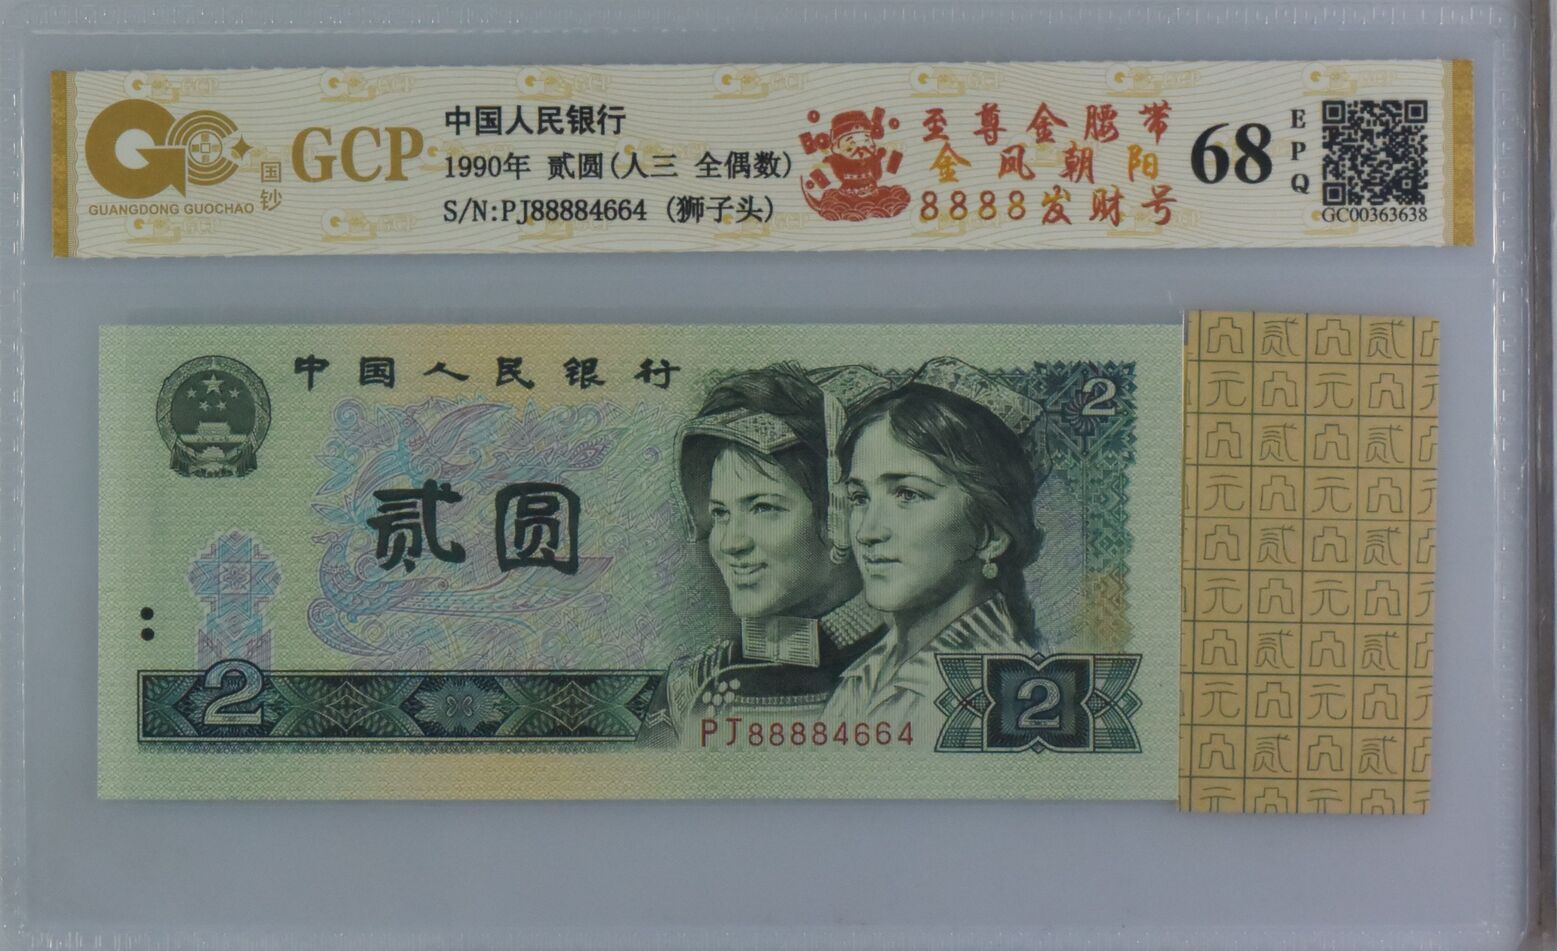 GUANGDONG GUOCHAO
国钞
GCP
中国人民银行
1990年 贰圆(人三 全偶数)
S/N:PJ88884664 (狮子头)
至尊金腰带
金凤朝阳
8888发财号
68
EPQ
GC00363638
中国人民银行
2
贰圆
2
PJ88884664
2